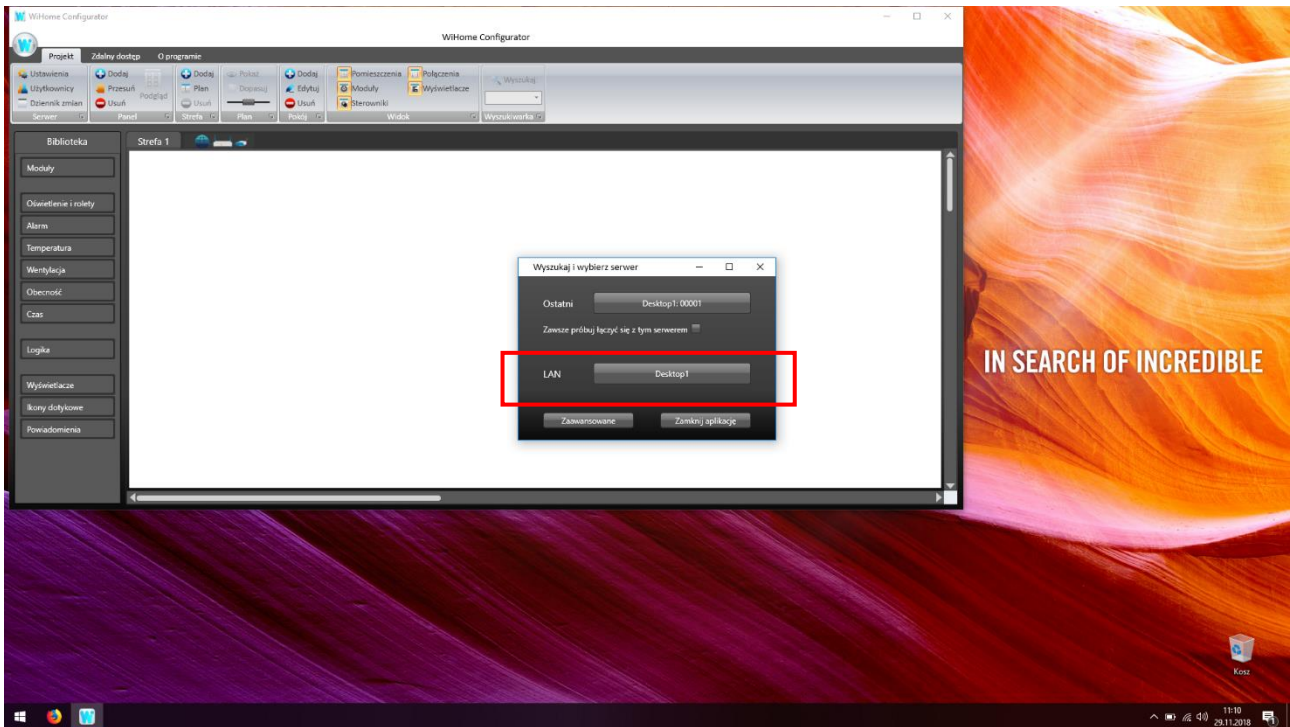 WiHome Configurator
WiHome Configurator
Projekt Zdalny dostęp O programie
Ustawienia
Użytkownicy
Dziennik zmian
Serwer
Dodaj
Przesuń
Usuń
Podgląd
Panel
Dodaj
Plan
Usuń
Strefa
Pokaż
Dopasuj
Plan
Dodaj
Edytuj
Usuń
Pokój
Pomieszczenia
Moduły
Sterowniki
Połączenia
Wyświetlacze
Widok
Wyszukaj
Wyszukiwarka
Biblioteka
Strefa 1
Moduły
Oświetlenie i rolety
Alarm
Temperatura
Wentylacja
Obecność
Czas
Logika
Wyświetlacze
Ikony dotykowe
Powiadomienia
Wyszukaj i wybierz serwer
Ostatni Desktop1: 00001
Zawsze próbuj łączyć się z tym serwerem
LAN Desktop1
Zaawansowane Zamknij aplikację
IN SEARCH OF INCREDIBLE
Kosz
11:10
29.11.2018